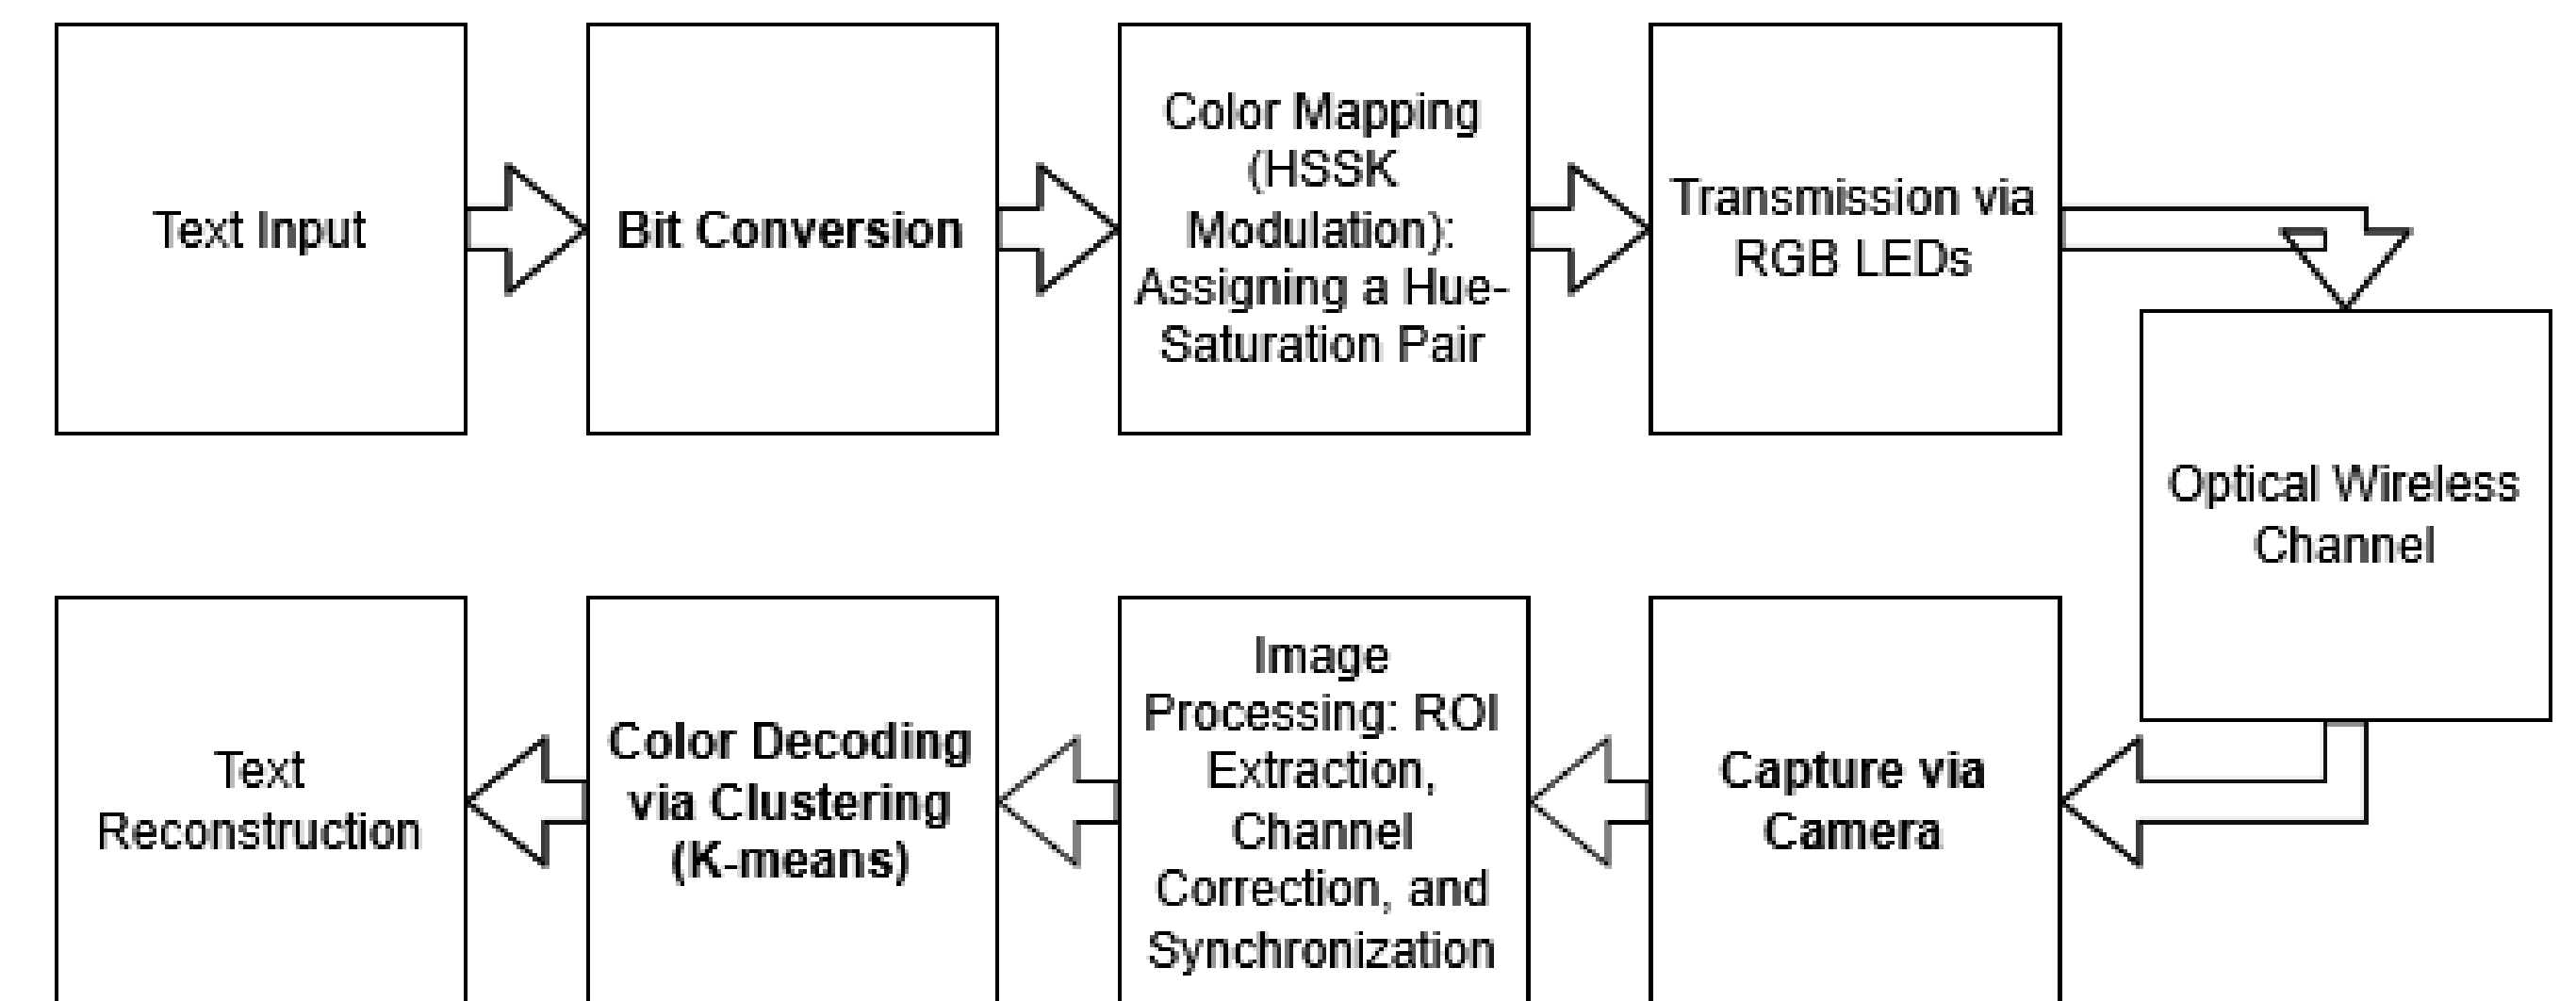 Text Input
Bit Conversion
Color Mapping
(HSSK
Modulation):
Assigning a Hue-
Saturation Pair
Transmission via
RGB LEDs
Optical Wireless
Channel
Capture via
Camera
Image
Processing: ROI
Extraction,
Channel
Correction, and
Synchronization
Color Decoding
via Clustering
(K-means)
Text
Reconstruction